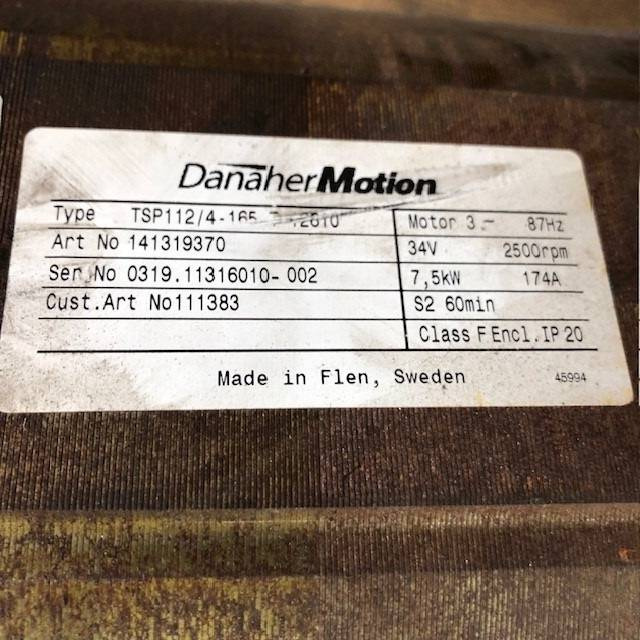 DanaherMotion
Type TSP112/4-165
Motor 3~ 87Hz
Art No 141319370
34V 2500rpm
Ser No 0319.11316010-002
7,5kW 174A
Cust.Art No111383
S2 60min
Class F Encl.IP 20
Made in Flen, Sweden 45994